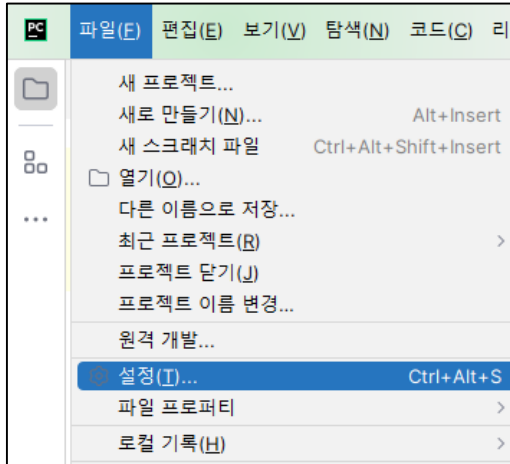 PC 파일(F) 편집(E) 보기(V) 탐색(N) 코드(C) 리
새 프로젝트...
새로 만들기(N)... Alt+Insert
새 스크래치 파일 Ctrl+Alt+Shift+Insert
열기(O)...
다른 이름으로 저장...
최근 프로젝트(R)
프로젝트 닫기(J)
프로젝트 이름 변경...
원격 개발...
설정(T)... Ctrl+Alt+S
파일 프로퍼티
로컬 기록(H)